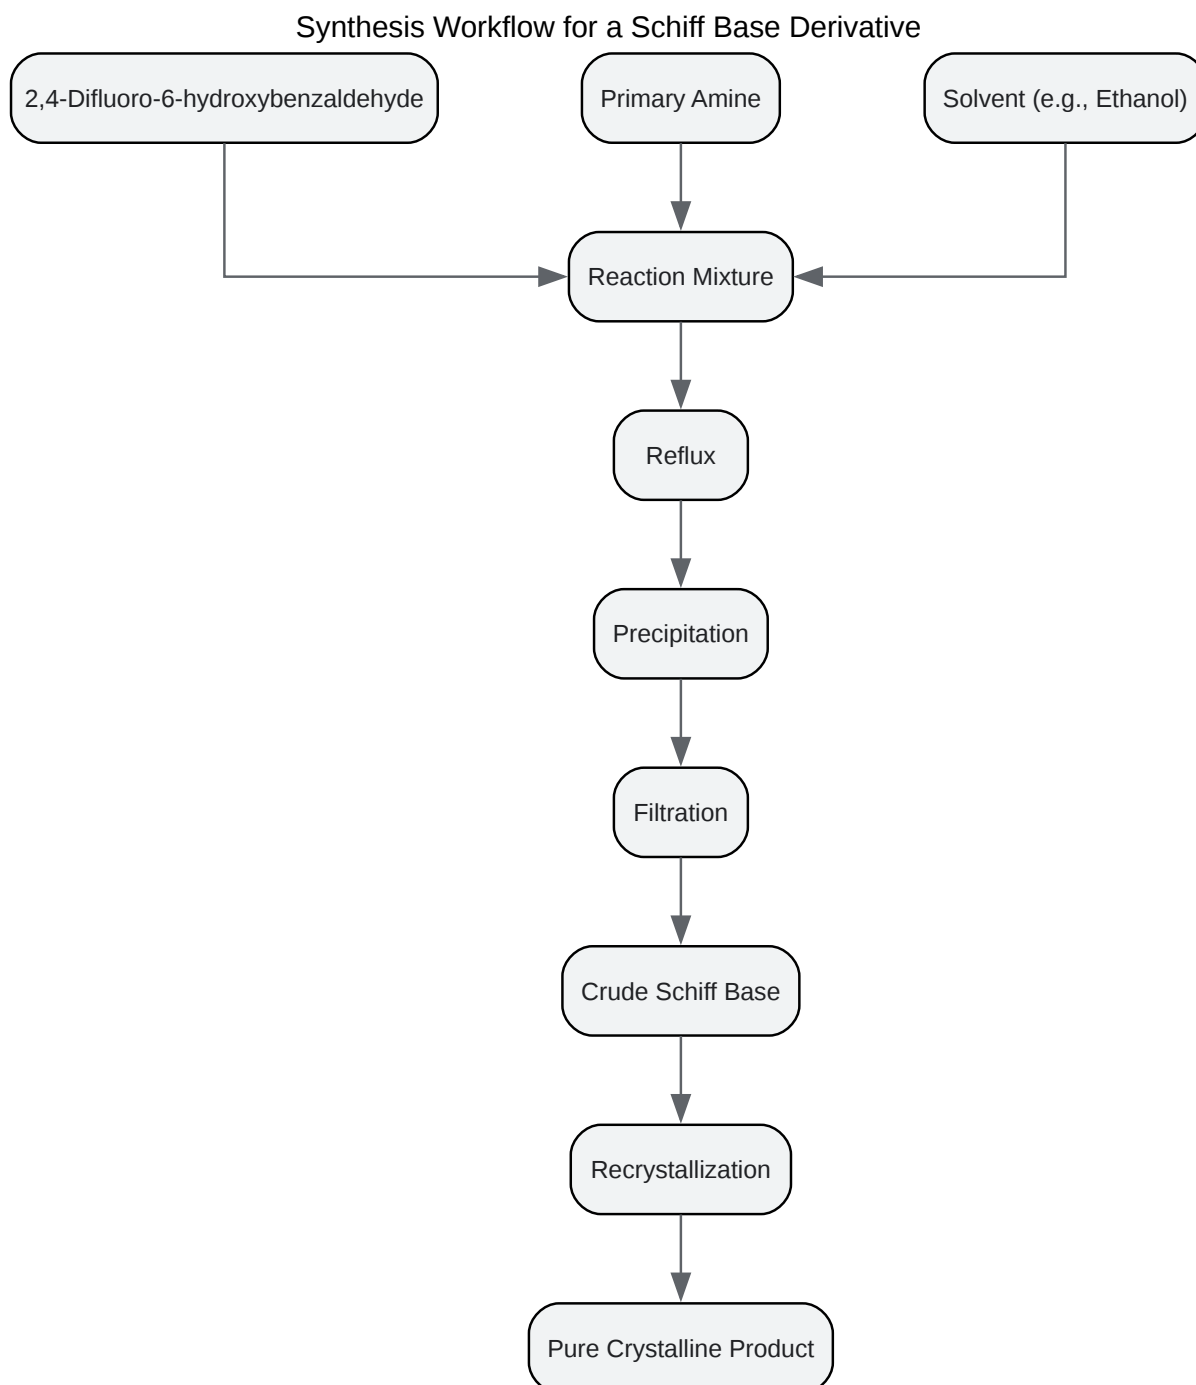 Synthesis Workflow for a Schiff Base Derivative
2,4-Difluoro-6-hydroxybenzaldehyde
Primary Amine
Solvent (e.g., Ethanol)
Reaction Mixture
Reflux
Precipitation
Filtration
Crude Schiff Base
Recrystallization
Pure Crystalline Product